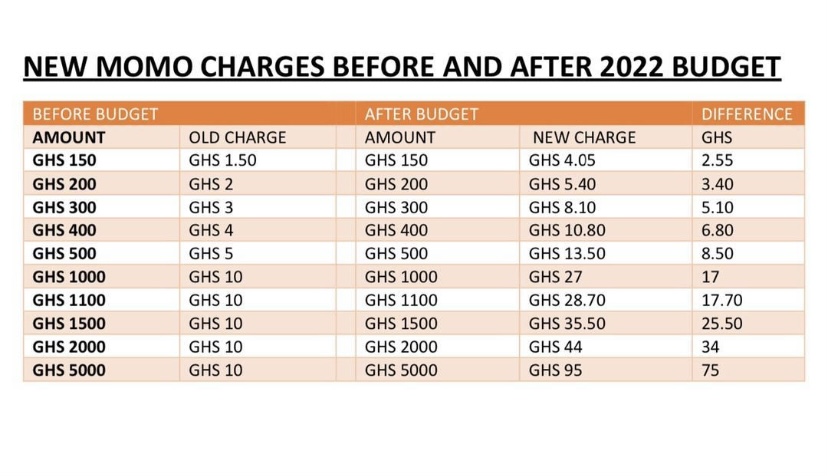 NEW MOMO CHARGES BEFORE AND AFTER 2022 BUDGET
BEFORE BUDGET AFTER BUDGET DIFFERENCE
AMOUNT OLD CHARGE AMOUNT NEW CHARGE GHS
GHS 150 GHS 1.50 GHS 150 GHS 4.05 2.55
GHS 200 GHS 2 GHS 200 GHS 5.40 3.40
GHS 300 GHS 3 GHS 300 GHS 8.10 5.10
GHS 400 GHS 4 GHS 400 GHS 10.80 6.80
GHS 500 GHS 5 GHS 500 GHS 13.50 8.50
GHS 1000 GHS 10 GHS 1000 GHS 27 17
GHS 1100 GHS 10 GHS 1100 GHS 28.70 17.70
GHS 1500 GHS 10 GHS 1500 GHS 35.50 25.50
GHS 2000 GHS 10 GHS 2000 GHS 44 34
GHS 5000 GHS 10 GHS 5000 GHS 95 75